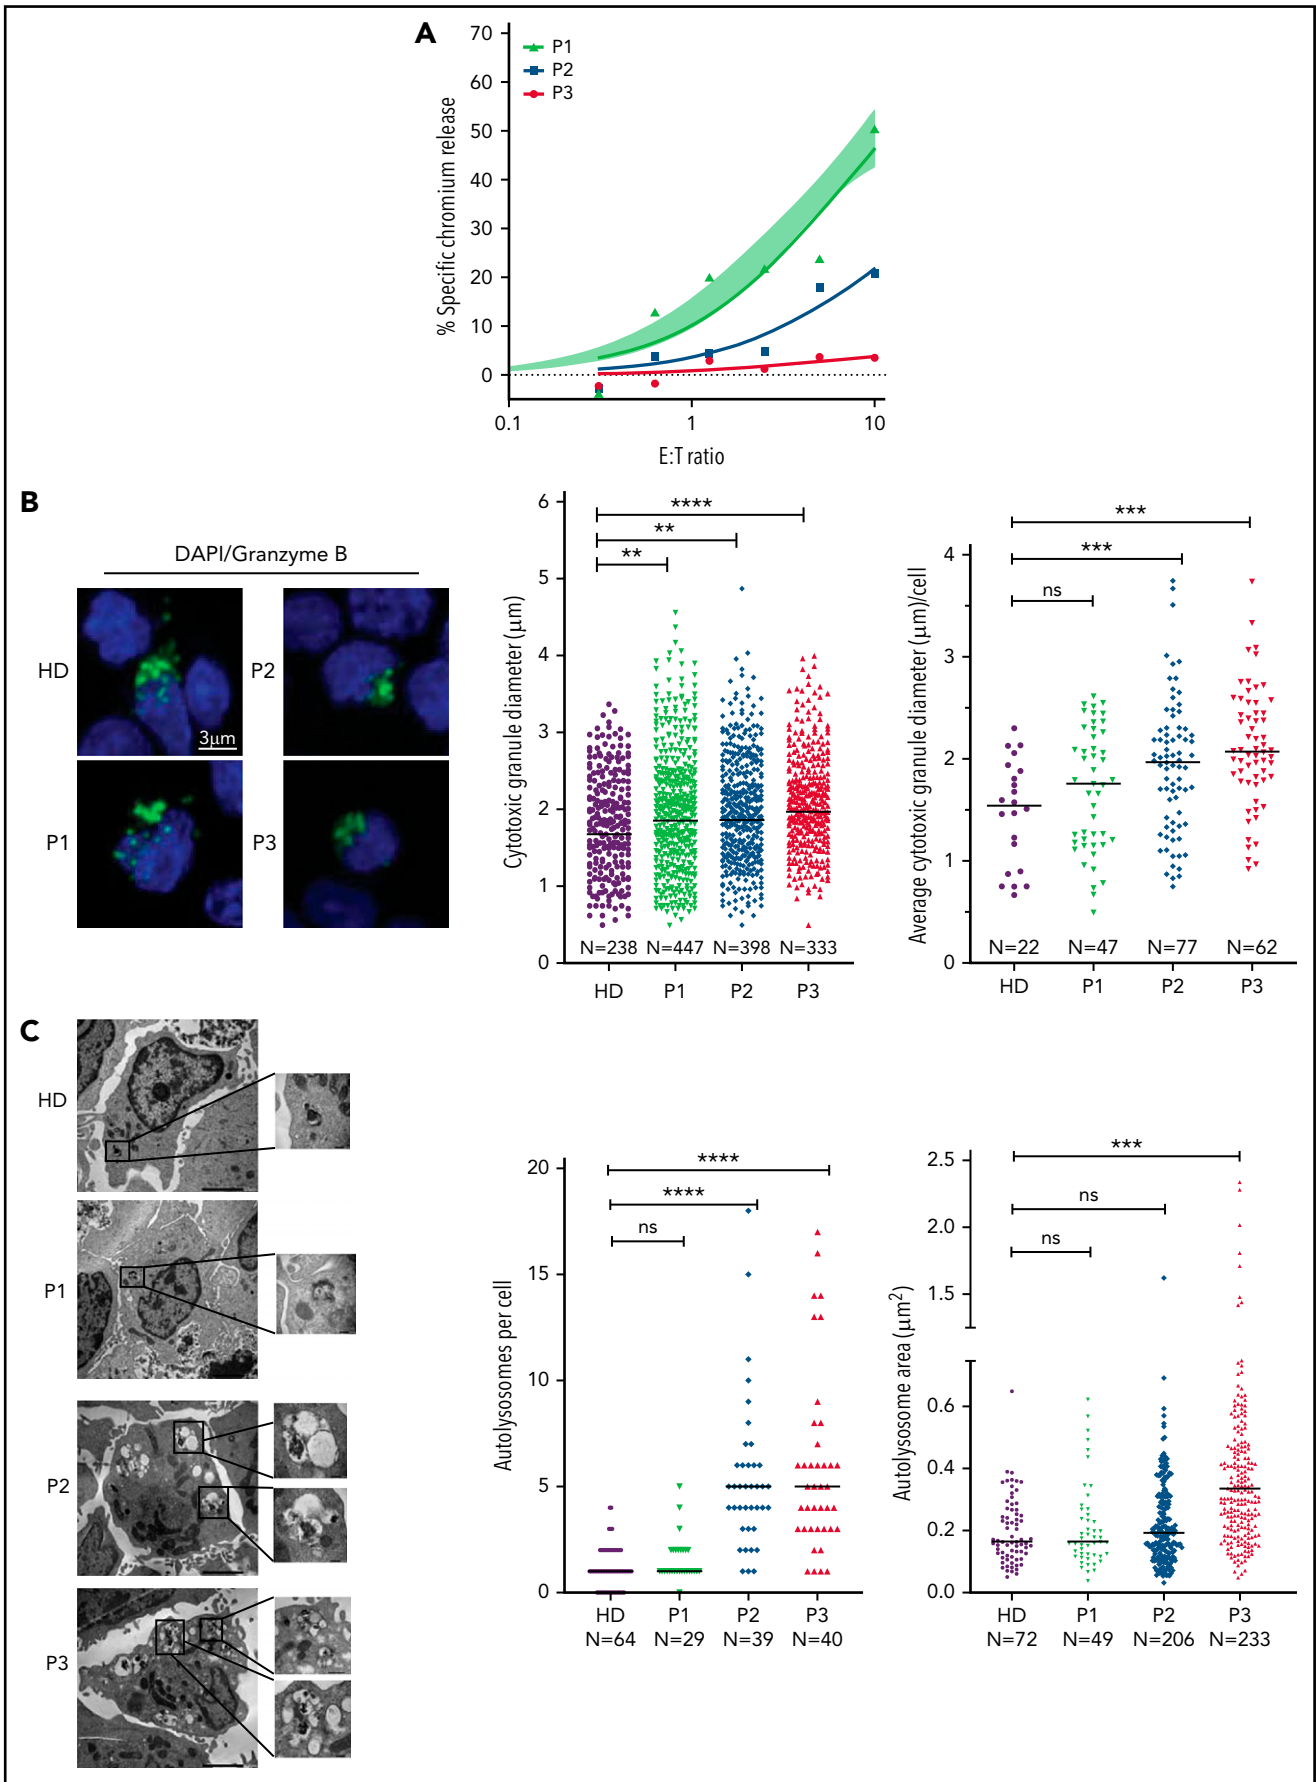 A
70
60
50
40
30
20
10
0
% Specific chromium release
P1
P2
P3
0.1
1
10
E:T ratio
B
DAPI/Granzyme B
HD
P2
3μm
P1
P3
6
5
4
3
2
1
0
Cytotoxic granule diameter (μm)
****
**
**
N=238
N=447
N=398
N=333
HD
P1
P2
P3
4
3
2
1
0
Average cytotoxic granule diameter (μm)/cell
***
***
ns
N=22
N=47
N=77
N=62
HD
P1
P2
P3
C
HD
P1
P2
P3
20
15
10
5
0
Autolysosomes per cell
****
****
ns
HD
P1
P2
P3
N=64
N=29
N=39
N=40
2.5
2.0
1.5
0.6
0.4
0.2
0.0
Autolysosome area (μm²)
***
ns
ns
HD
P1
P2
P3
N=72
N=49
N=206
N=233